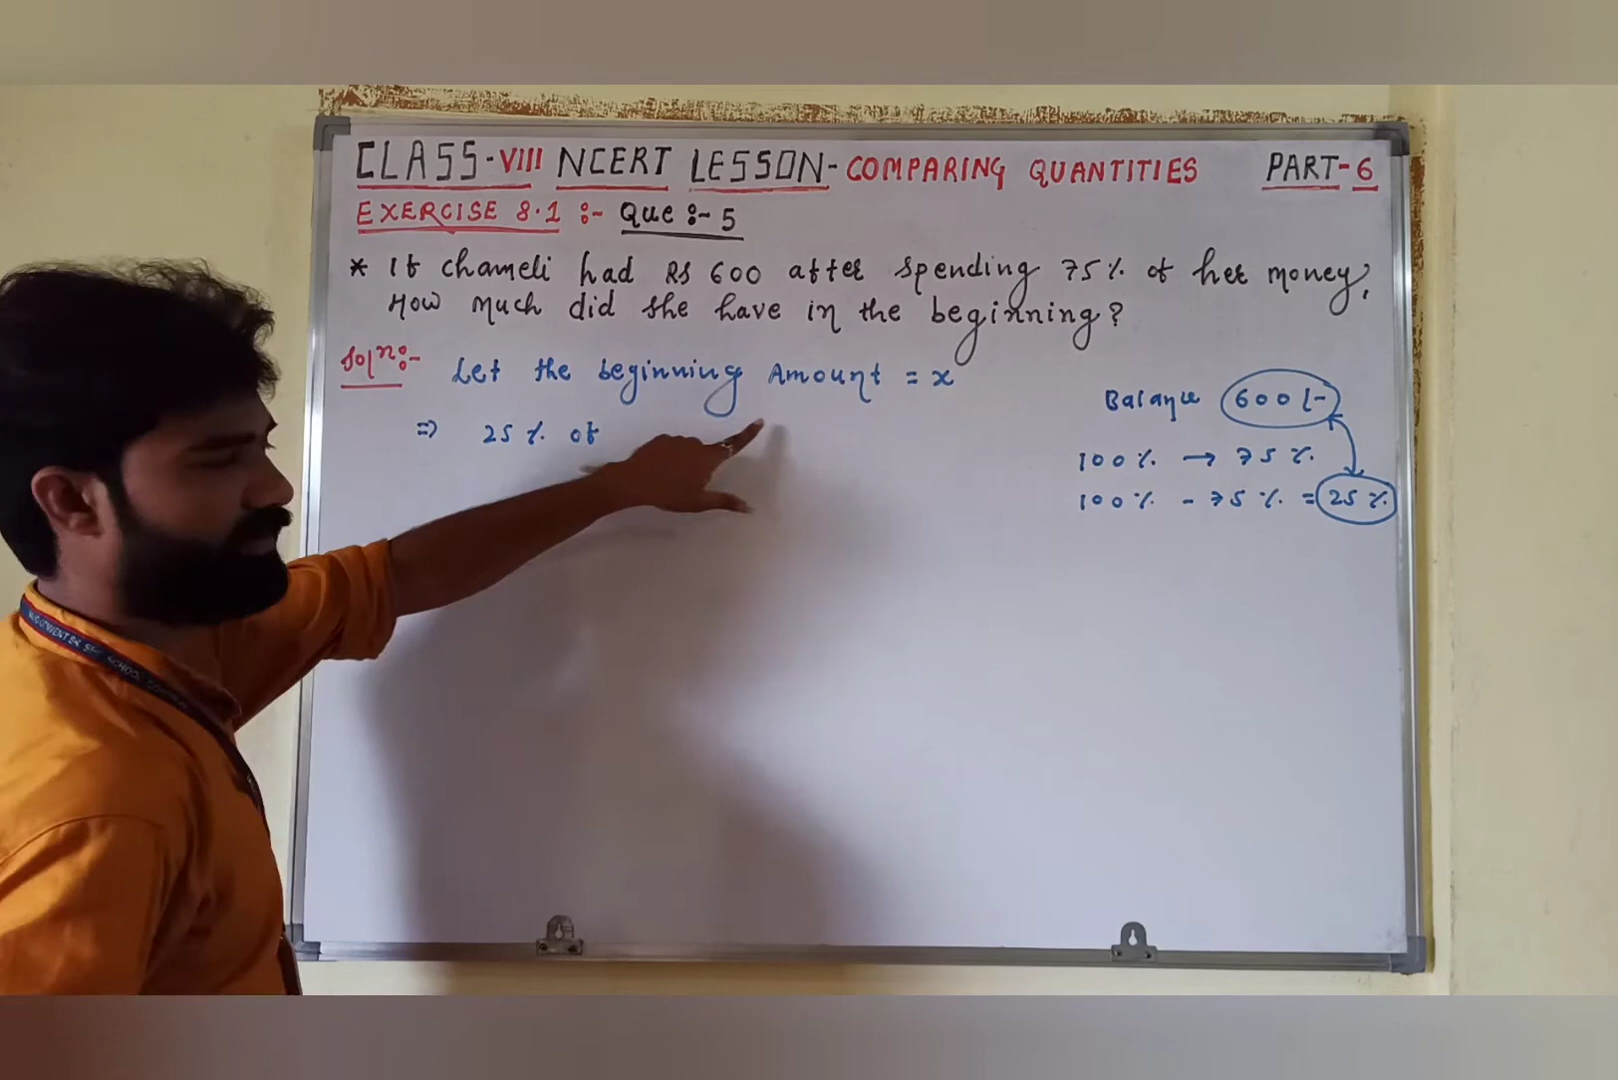 CLASS-VIII NCERT LESSON-COMPARING QUANTITIES PART-6
EXERCISE 8.1 :- Que :- 5
* If chameli had Rs 600 after spending 75% of her money,
How much did she have in the beginning?
Soln:- Let the beginning Amount = x
⇒ 25 % of
Balance 600/-
100% → 75 %.
100% - 75 % = 25 %